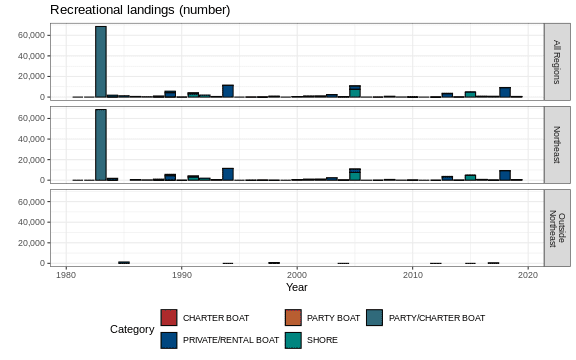 Recreational landings (number)
60,000
40,000
20,000
0
All Regions
60,000
40,000
20,000
0
Northeast
60,000
40,000
20,000
0
Outside
Northeast
1980 1990 2000 2010 2020
Year
Category
CHARTER BOAT PARTY BOAT PARTY/CHARTER BOAT
PRIVATE/RENTAL BOAT SHORE